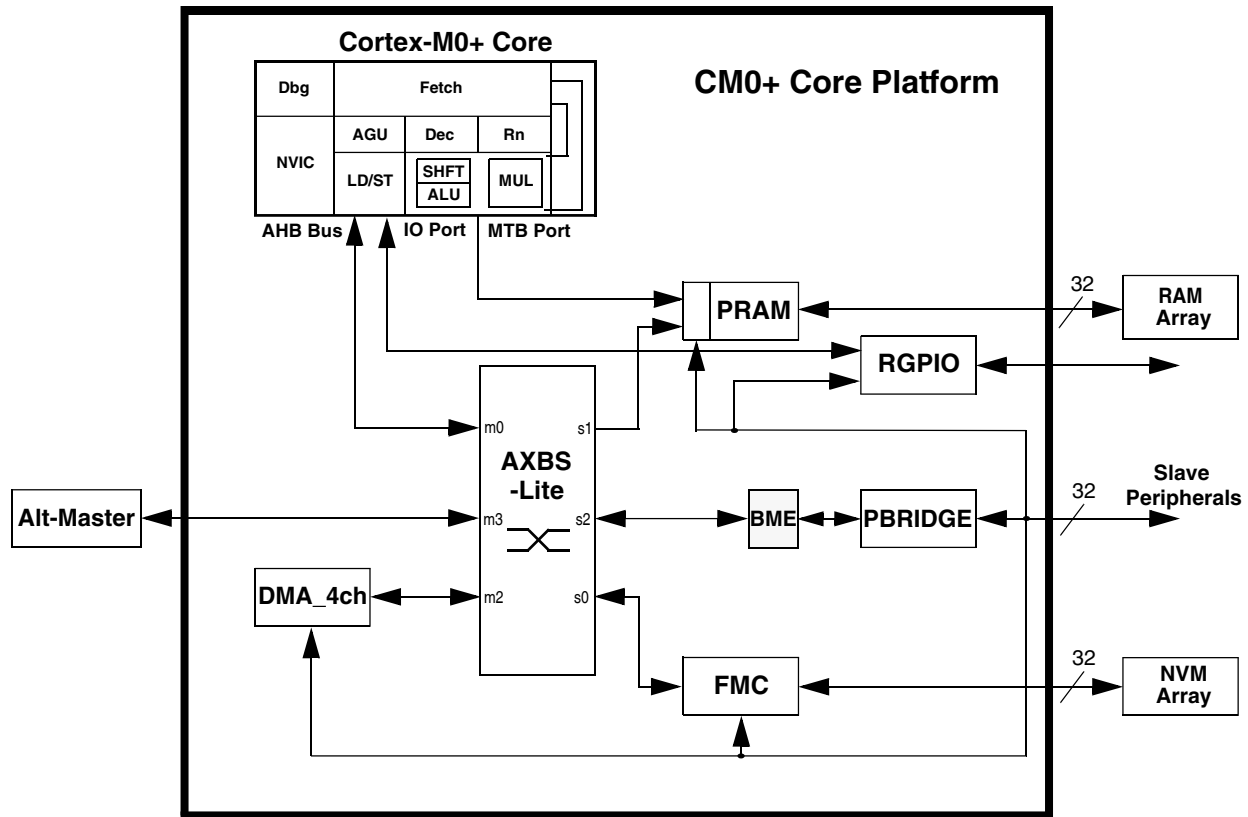 Cortex-M0+ Core
CM0+ Core Platform
Dbg
Fetch
AGU
Dec
Rn
NVIC
LD/ST
SHFT
ALU
MUL
AHB Bus
IO Port
MTB Port
PRAM
32
RAM
Array
RGPIO
m0
s1
AXBS
-Lite
Alt-Master
m3
s2
BME
PBRIDGE
32
Slave
Peripherals
DMA_4ch
m2
s0
FMC
32
NVM
Array